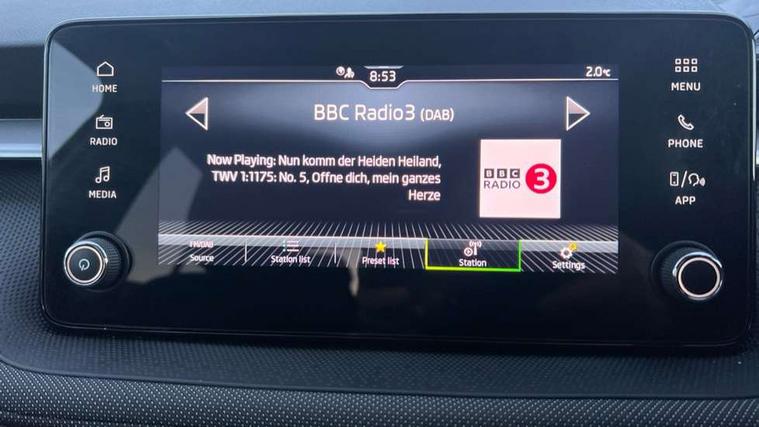 8:53
2.0°C
HOME
RADIO
MEDIA
BBC Radio3 (DAB)
Now Playing: Nun komm der Heiden Heiland,
TWV 1:1175: No. 5, Offne dich, mein ganzes
Herze
BBC
RADIO 3
MENU
PHONE
APP
FM/DAB
Source
Station list
Preset list
Station
Settings